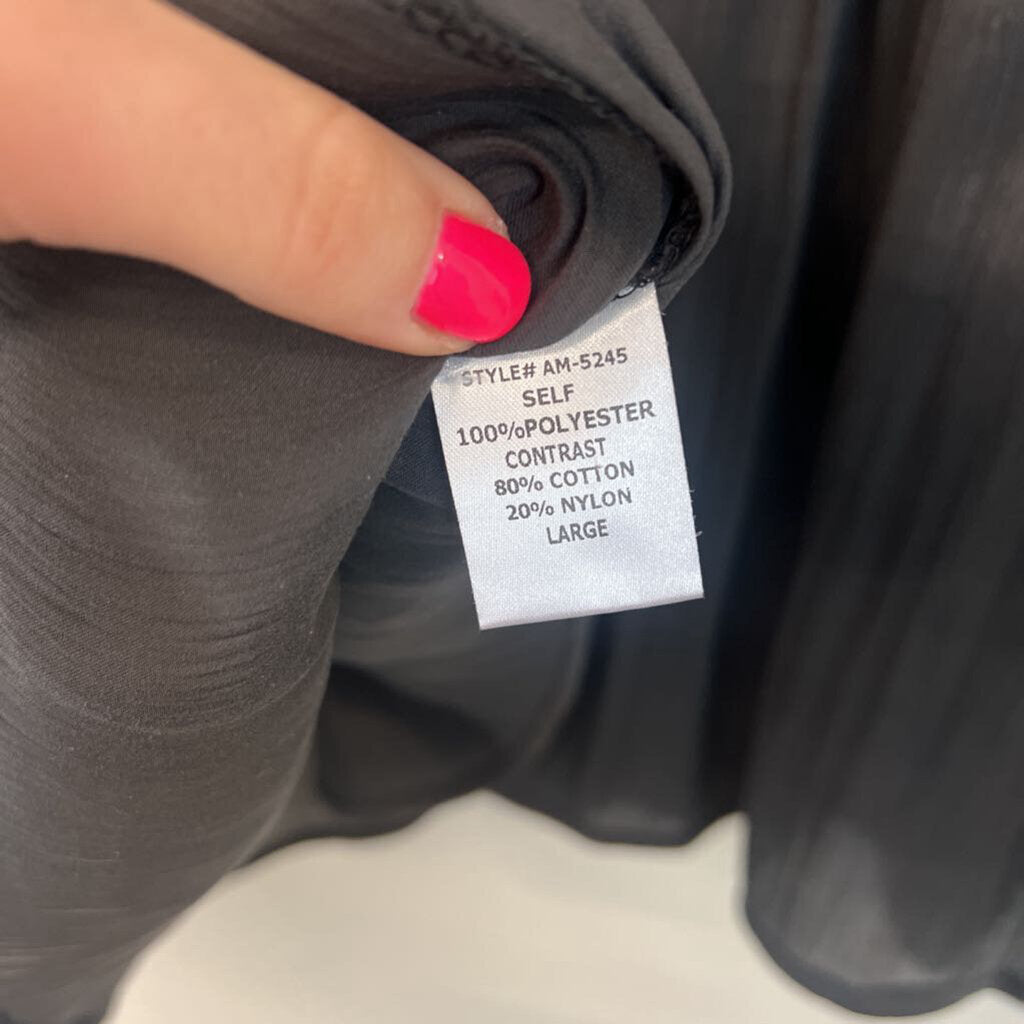 STYLE# AM-5245
SELF
100%POLYESTER
CONTRAST
80% COTTON
20% NYLON
LARGE